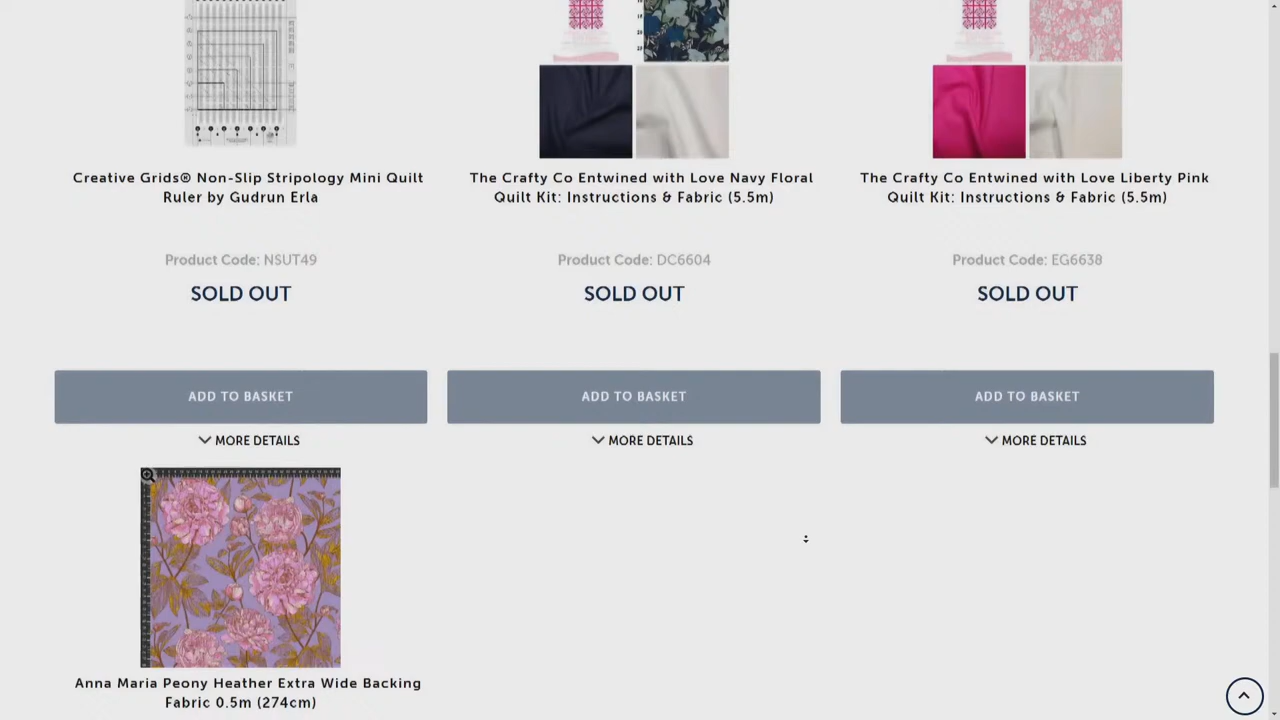 Creative Grids® Non-Slip Stripology Mini Quilt
Ruler by Gudrun Erla
Product Code: NSUT49
SOLD OUT
ADD TO BASKET
MORE DETAILS
The Crafty Co Entwined with Love Navy Floral
Quilt Kit: Instructions & Fabric (5.5m)
Product Code: DC6604
SOLD OUT
ADD TO BASKET
MORE DETAILS
The Crafty Co Entwined with Love Liberty Pink
Quilt Kit: Instructions & Fabric (5.5m)
Product Code: EG6638
SOLD OUT
ADD TO BASKET
MORE DETAILS
Anna Maria Peony Heather Extra Wide Backing
Fabric 0.5m (274cm)